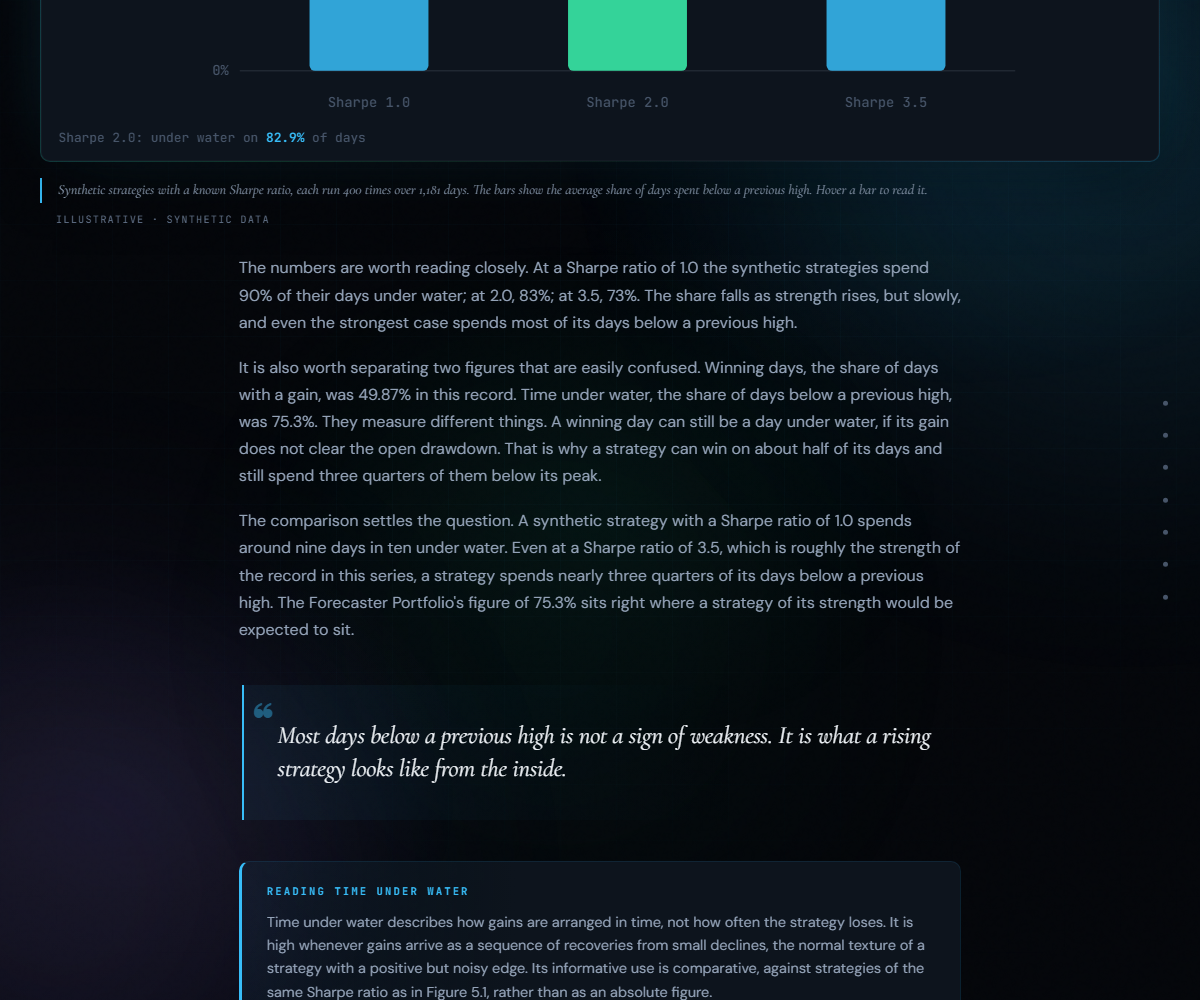 0%
Sharpe 1.0
Sharpe 2.0
Sharpe 3.5
Sharpe 2.0: under water on 82.9% of days
Synthetic strategies with a known Sharpe ratio, each run 400 times over 1,181 days. The bars show the average share of days spent below a previous high. Hover a bar to read it.
ILLUSTRATIVE · SYNTHETIC DATA
The numbers are worth reading closely. At a Sharpe ratio of 1.0 the synthetic strategies spend
90% of their days under water; at 2.0, 83%; at 3.5, 73%. The share falls as strength rises, but slowly,
and even the strongest case spends most of its days below a previous high.
It is also worth separating two figures that are easily confused. Winning days, the share of days
with a gain, was 49.87% in this record. Time under water, the share of days below a previous high,
was 75.3%. They measure different things. A winning day can still be a day under water, if its gain
does not clear the open drawdown. That is why a strategy can win on about half of its days and
still spend three quarters of them below its peak.
The comparison settles the question. A synthetic strategy with a Sharpe ratio of 1.0 spends
around nine days in ten under water. Even at a Sharpe ratio of 3.5, which is roughly the strength of
the record in this series, a strategy spends nearly three quarters of its days below a previous
high. The Forecaster Portfolio's figure of 75.3% sits right where a strategy of its strength would be
expected to sit.
❝
Most days below a previous high is not a sign of weakness. It is what a rising
strategy looks like from the inside.
READING TIME UNDER WATER
Time under water describes how gains are arranged in time, not how often the strategy loses. It is
high whenever gains arrive as a sequence of recoveries from small declines, the normal texture of a
strategy with a positive but noisy edge. Its informative use is comparative, against strategies of the
same Sharpe ratio as in Figure 5.1, rather than as an absolute figure.